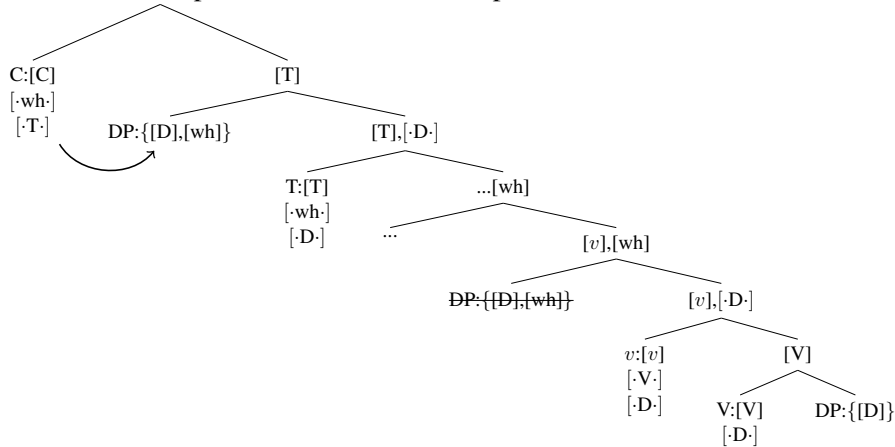 C:[C] [T]
[·wh·]
[·T·] DP:{[D],[wh]} [T],[·D·]
T:[T] ...[wh]
[·wh·]
[·D·] ... [v],[wh]
DP:{[D],[wh]} [v],[·D·]
v:[v] [V]
[·V·]
[·D·] V:[V] DP:{[D]}
[·D·]